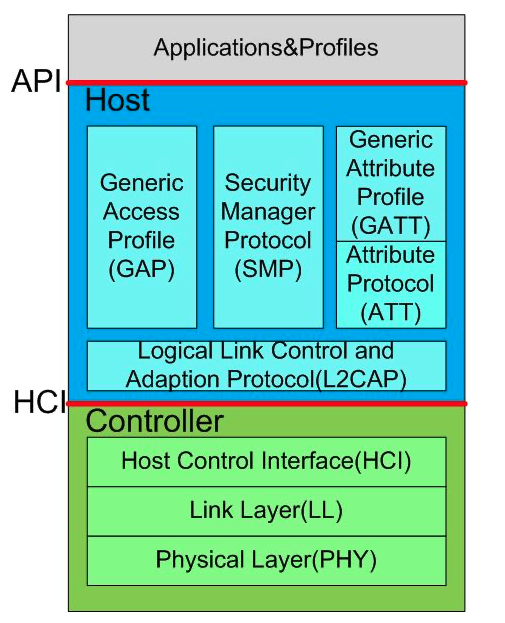 Applications&Profiles
API
Host
Generic
Access
Profile
(GAP)
Security
Manager
Protocol
(SMP)
Generic
Attribute
Profile
(GATT)
Attribute
Protocol
(ATT)
Logical Link Control and
Adaption Protocol(L2CAP)
HCI
Controller
Host Control Interface(HCI)
Link Layer(LL)
Physical Layer(PHY)